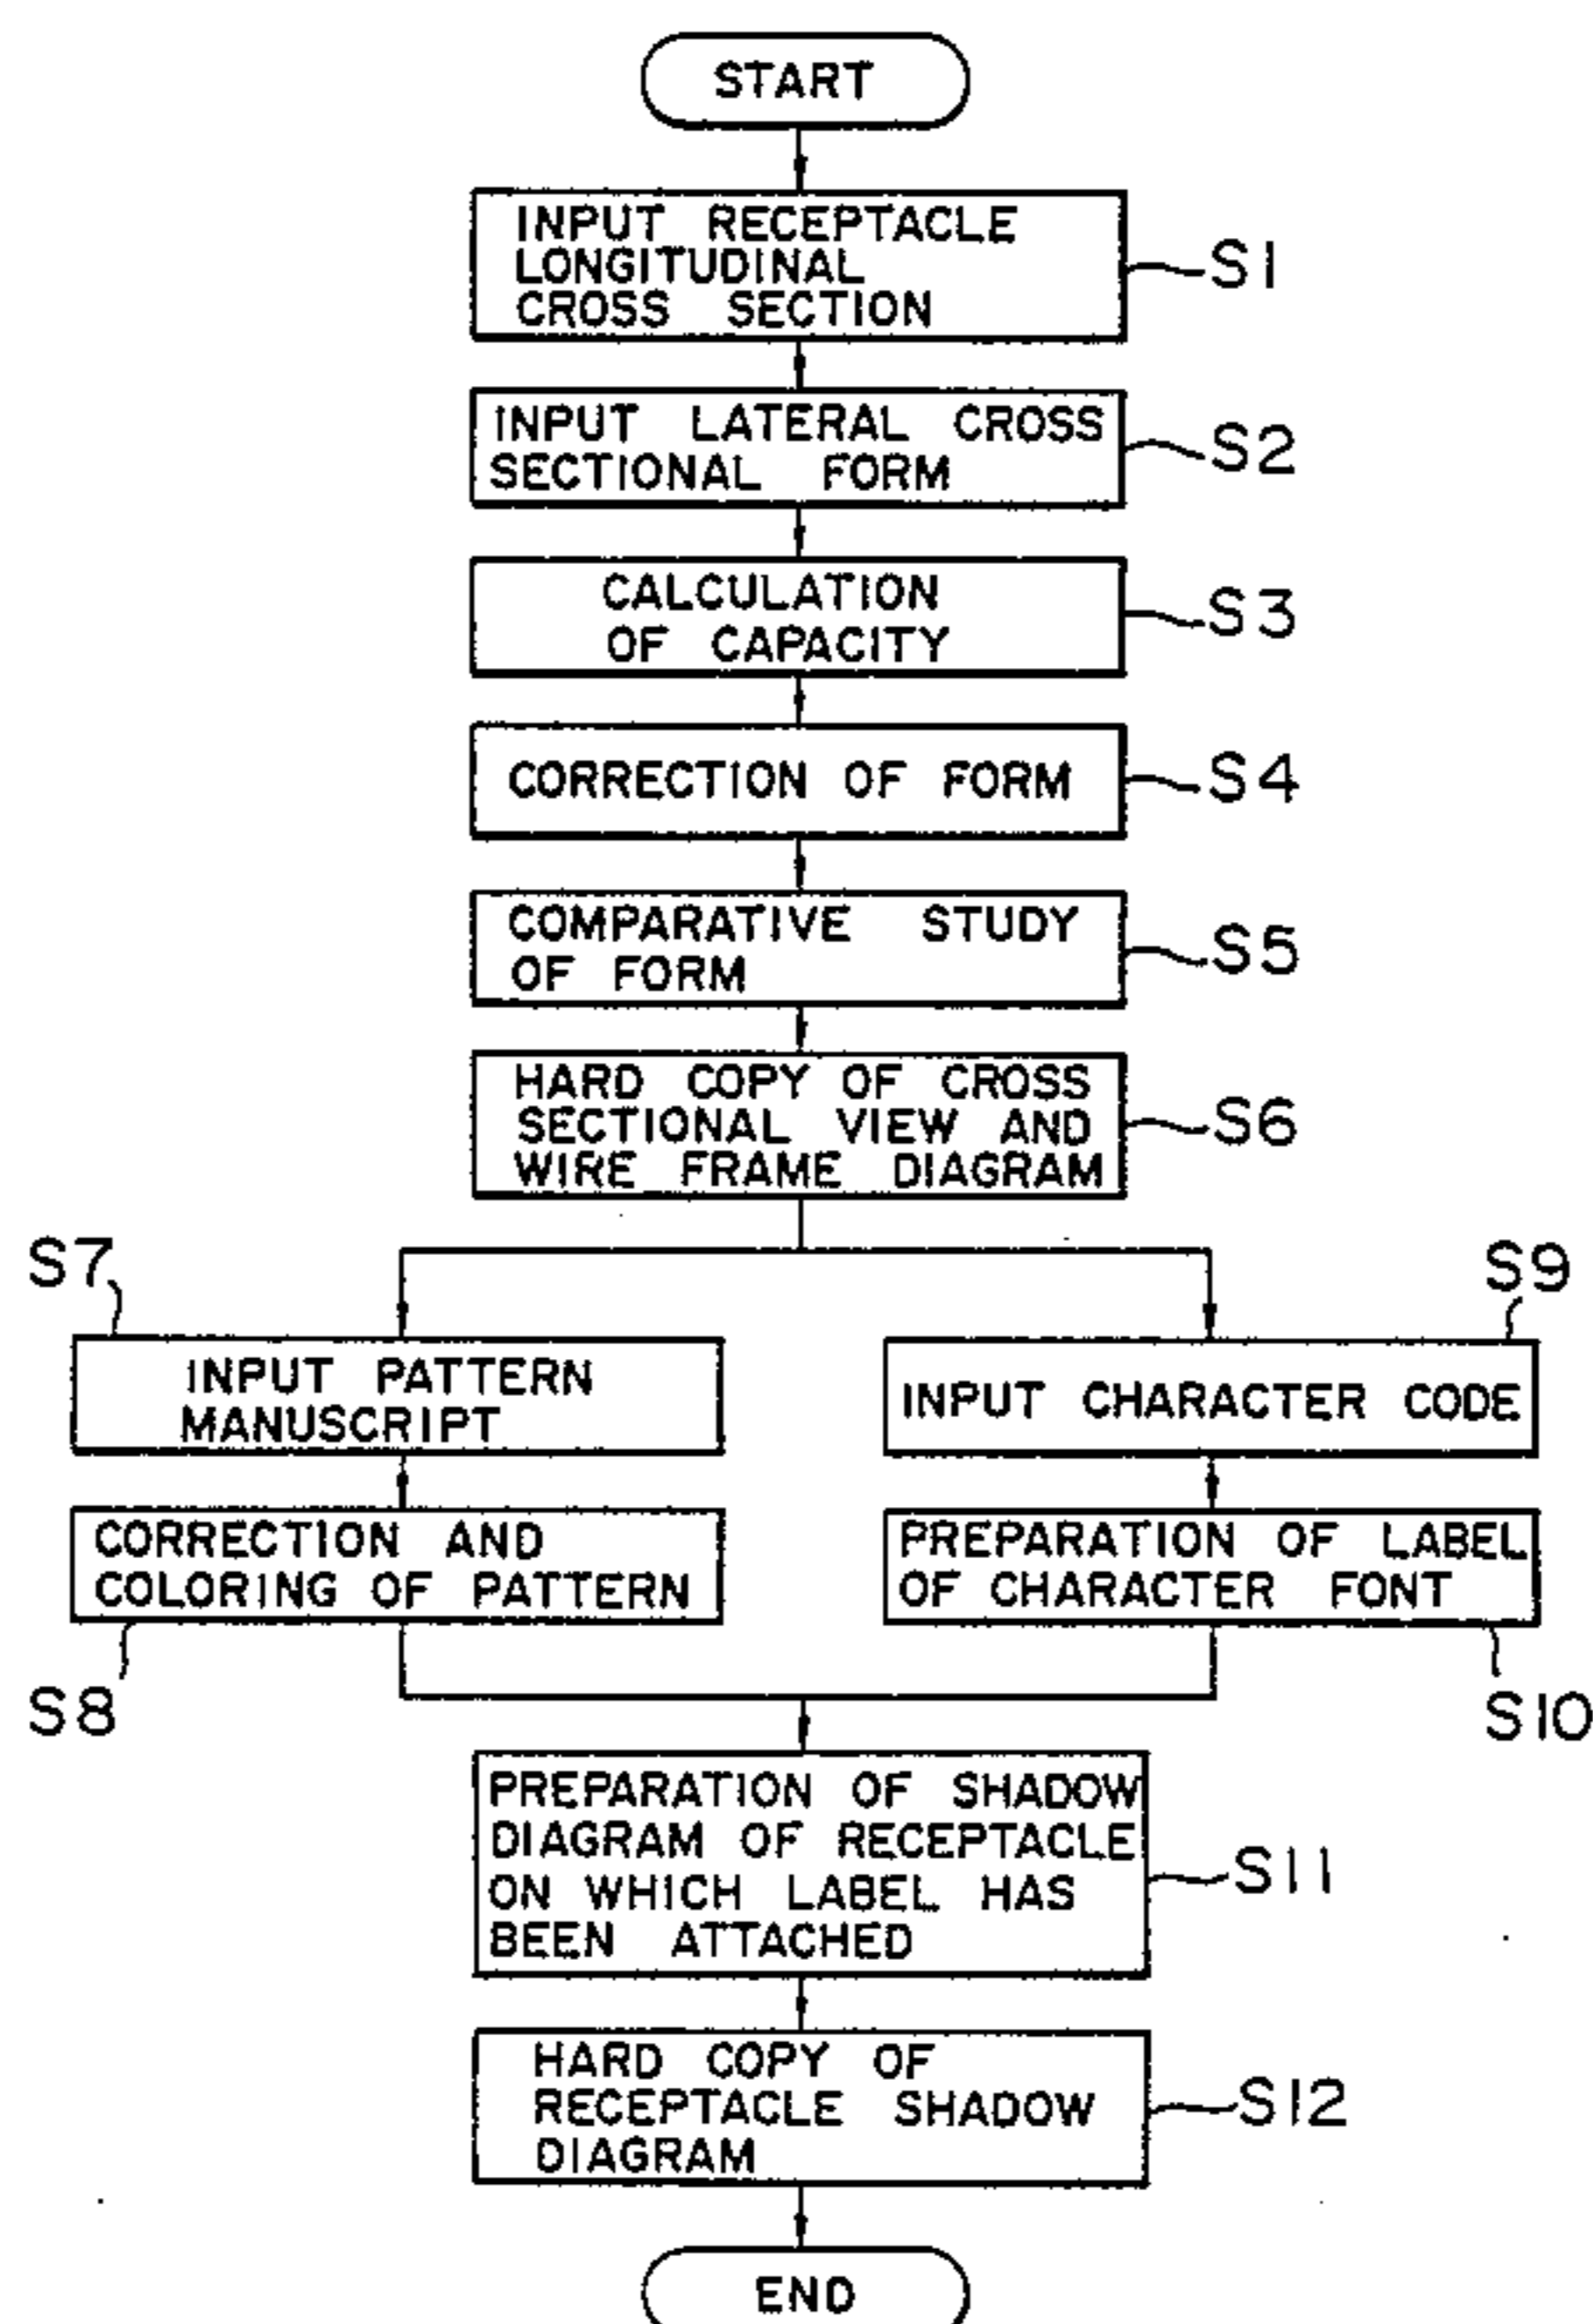 START
INPUT RECEPTACLE
LONGITUDINAL
CROSS SECTION
S1
INPUT LATERAL CROSS
SECTIONAL FORM
S2
CALCULATION
OF CAPACITY
S3
CORRECTION OF FORM
S4
COMPARATIVE STUDY
OF FORM
S5
HARD COPY OF CROSS
SECTIONAL VIEW AND
WIRE FRAME DIAGRAM
S6
S7
INPUT PATTERN
MANUSCRIPT
CORRECTION AND
COLORING OF PATTERN
S8
S9
INPUT CHARACTER CODE
PREPARATION OF LABEL
OF CHARACTER FONT
S10
PREPARATION OF SHADOW
DIAGRAM OF RECEPTACLE
ON WHICH LABEL HAS
BEEN ATTACHED
S11
HARD COPY OF
RECEPTACLE SHADOW
DIAGRAM
S12
END